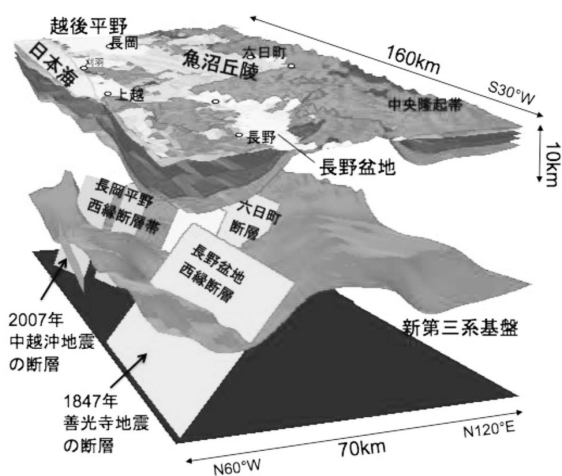 越後平野
長岡
日本海
刈羽
魚沼丘陵
六日町
160km
S30°W
上越
中央隆起帯
長野
長野盆地
10km
長岡平野
西縁断層帯
六日町
断層
長野盆地
西縁断層
2007年
中越沖地震
の断層
新第三系基盤
1847年
善光寺地震
の断層
70km
N60°W
N120°E